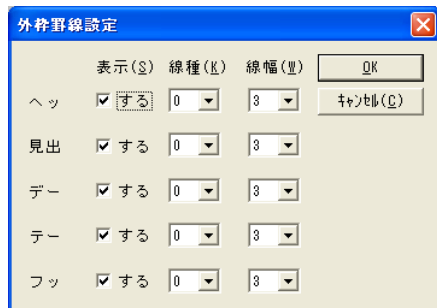 外枠罫線設定
表示(S) 線種(K) 線幅(W) OK
ヘッ する 0 3 ｷｬﾝｾﾙ(C)
見出 する 0 3
デー する 0 3
テー する 0 3
フッ する 0 3